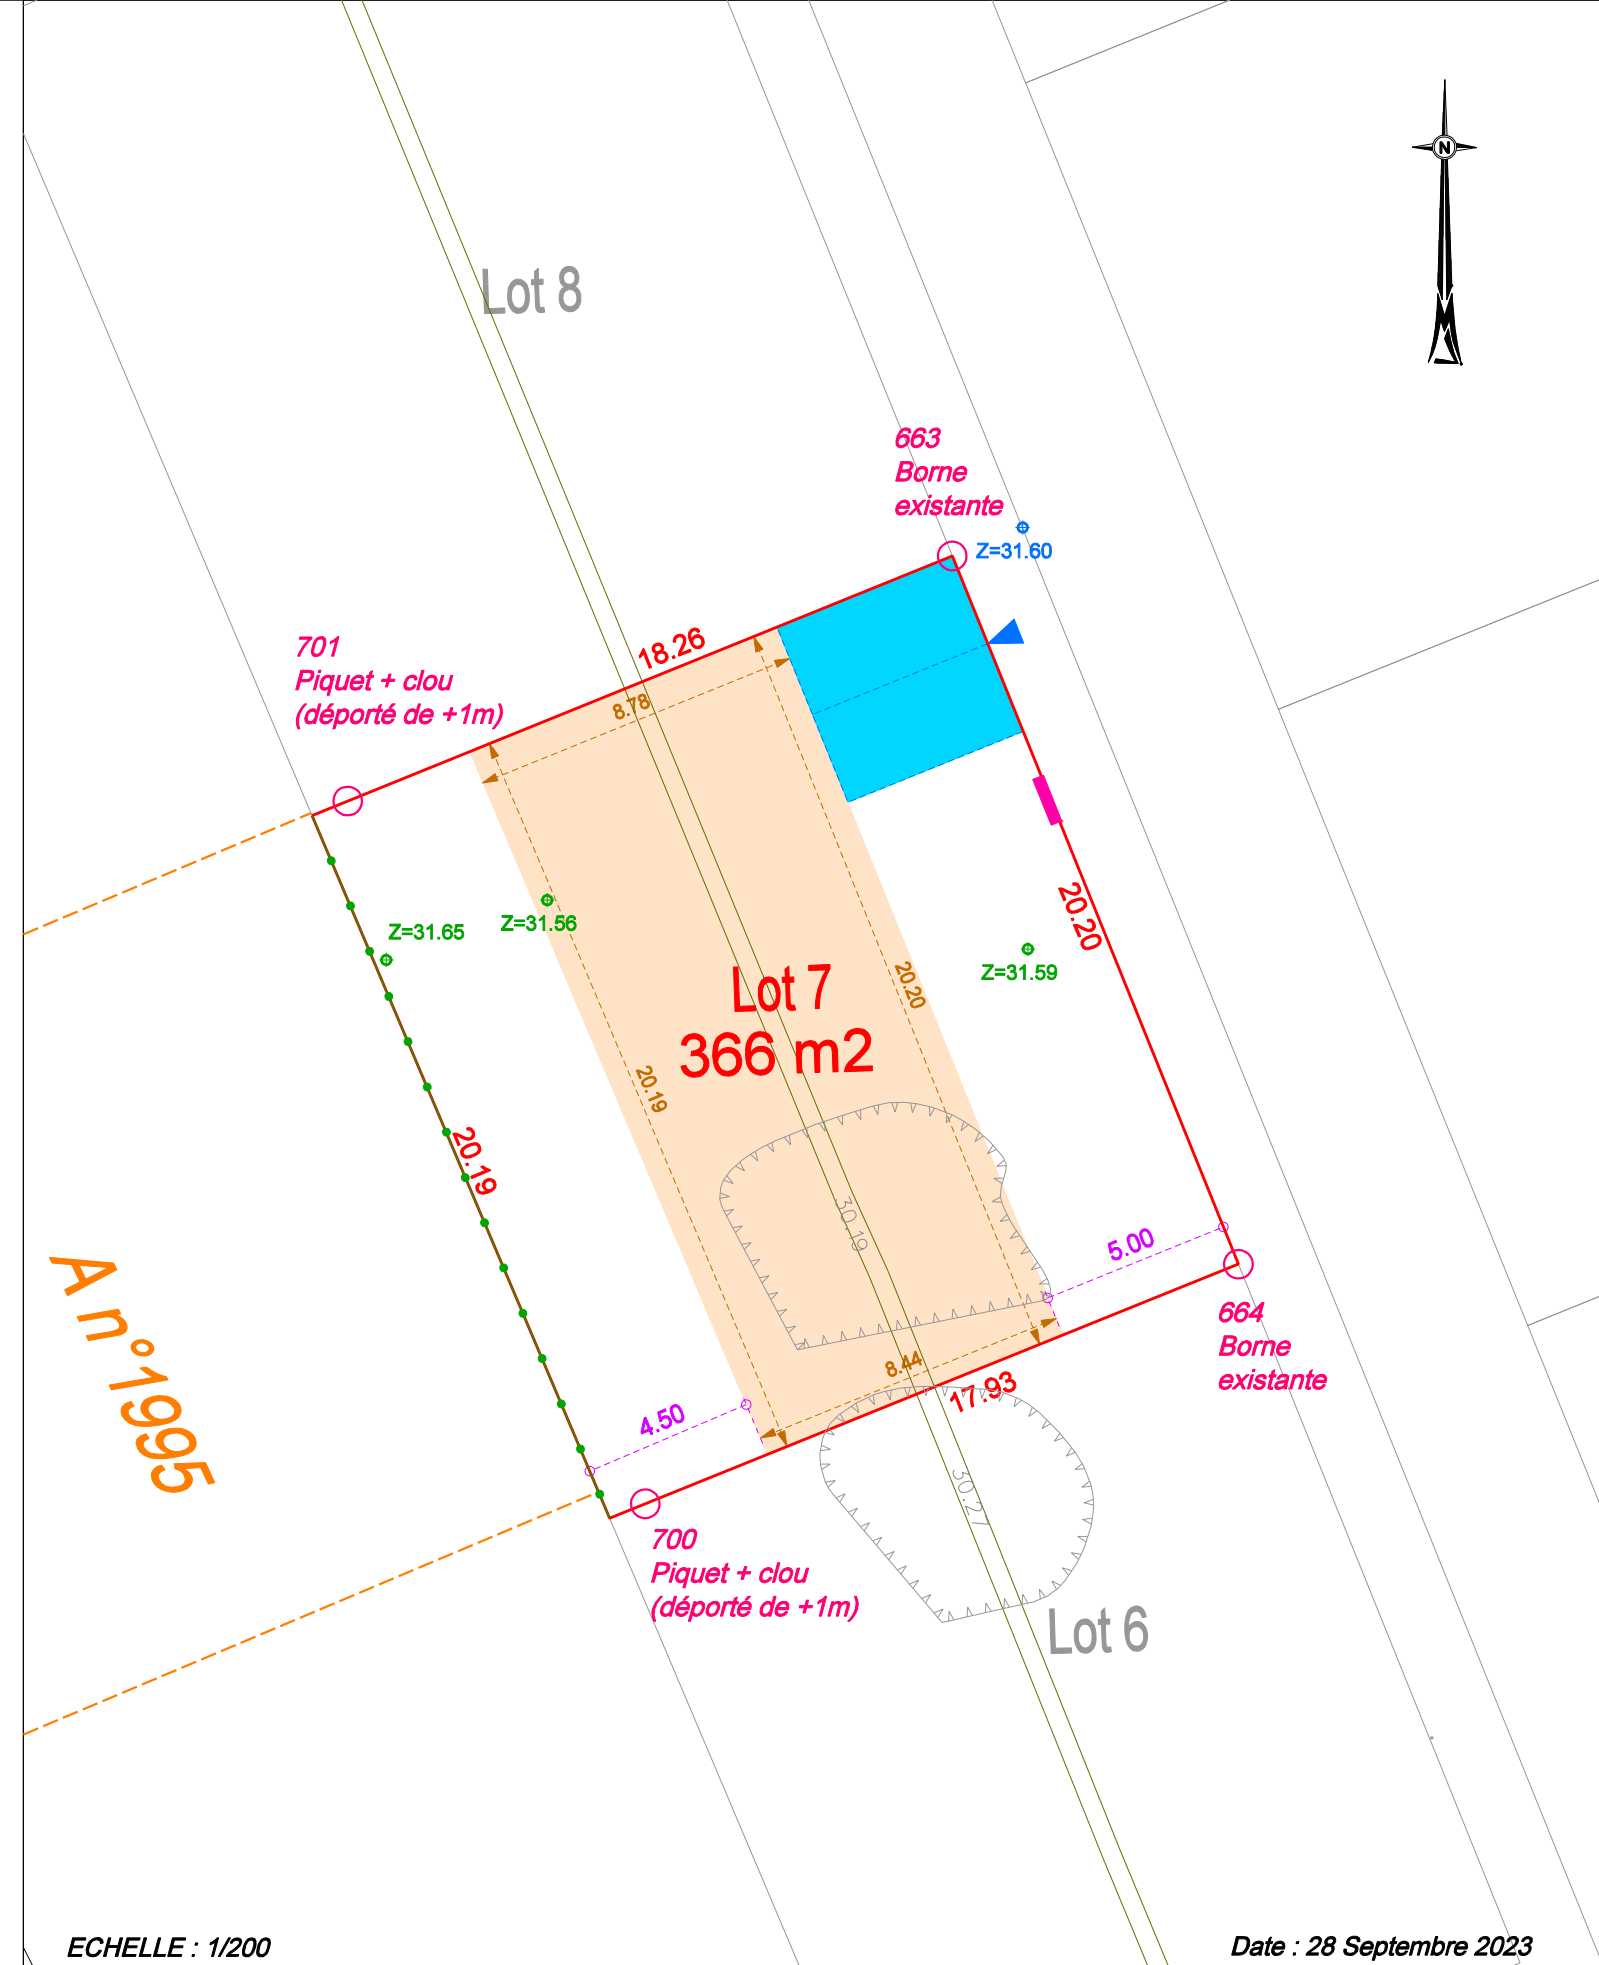 N
Lot 8
663
Borne
existante
Z=31.60
701
Piquet + clou
(déporté de +1m)
18.26
8.78
20.20
Z=31.65
Z=31.56
Z=31.59
Lot 7
366 m2
20.20
20.19
20.19
30.19
5.00
A n°1995
664
Borne
existante
8.44
17.93
4.50
30.27
700
Piquet + clou
(déporté de +1m)
Lot 6
ECHELLE : 1/200
Date : 28 Septembre 2023